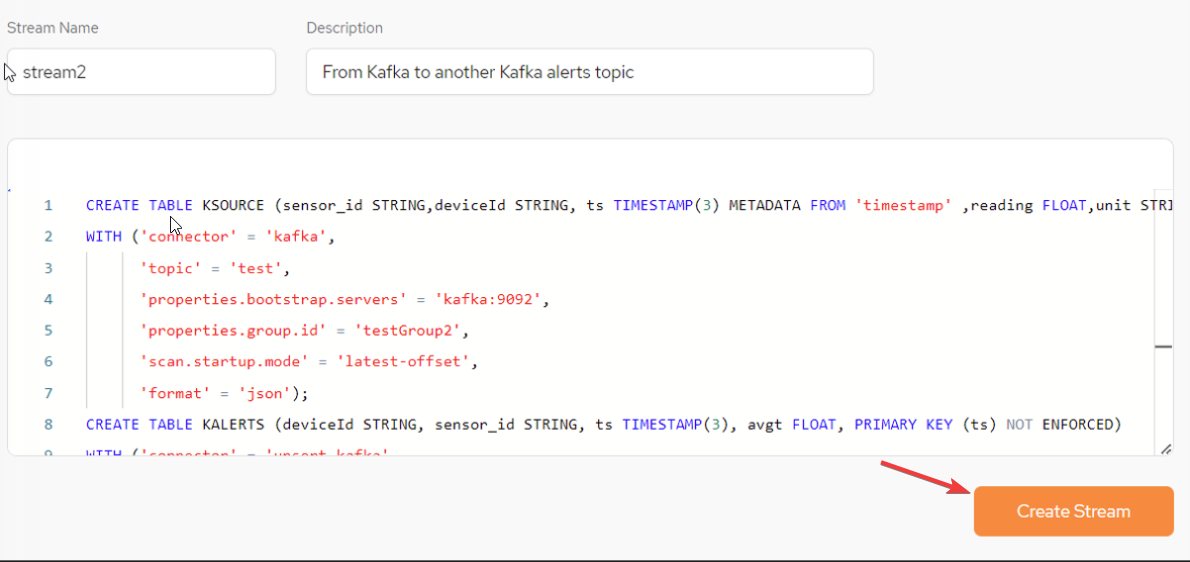 Stream Name
Description
stream2
From Kafka to another Kafka alerts topic
1 CREATE TABLE KSOURCE (sensor_id STRING,deviceId STRING, ts TIMESTAMP(3) METADATA FROM 'timestamp' ,reading FLOAT,unit STRI
2 WITH ('connector' = 'kafka',
3 'topic' = 'test',
4 'properties.bootstrap.servers' = 'kafka:9092',
5 'properties.group.id' = 'testGroup2',
6 'scan.startup.mode' = 'latest-offset',
7 'format' = 'json');
8 CREATE TABLE KALERTS (deviceId STRING, sensor_id STRING, ts TIMESTAMP(3), avgt FLOAT, PRIMARY KEY (ts) NOT ENFORCED)
9 WITH ('connector' = 'upsert-kafka'
Create Stream